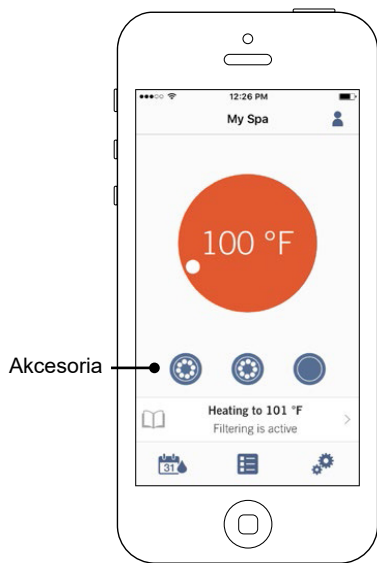 12:26 PM
My Spa
100 °F
Akcesoria
Heating to 101 °F
Filtering is active
31